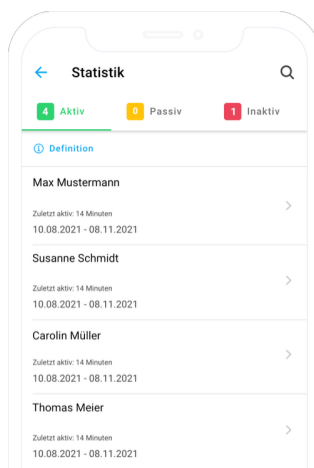 Statistik
4 Aktiv 0 Passiv 1 Inaktiv
Definition
Max Mustermann
Zuletzt aktiv: 14 Minuten
10.08.2021 - 08.11.2021
Susanne Schmidt
Zuletzt aktiv: 14 Minuten
10.08.2021 - 08.11.2021
Carolin Müller
Zuletzt aktiv: 14 Minuten
10.08.2021 - 08.11.2021
Thomas Meier
Zuletzt aktiv: 14 Minuten
10.08.2021 - 08.11.2021